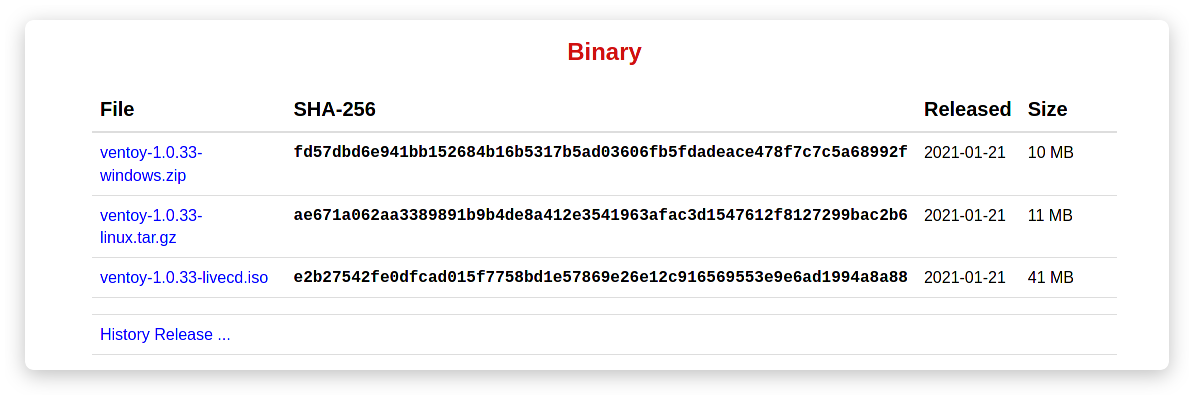 Binary
File SHA-256 Released Size
ventoy-1.0.33- fd57dbd6e941bb152684b16b5317b5ad03606fb5fdadeace478f7c7c5a68992f 2021-01-21 10 MB
windows.zip
ventoy-1.0.33- ae671a062aa3389891b9b4de8a412e3541963afac3d1547612f8127299bac2b6 2021-01-21 11 MB
linux.tar.gz
ventoy-1.0.33-livecd.iso e2b27542fe0dfcad015f7758bd1e57869e26e12c916569553e9e6ad1994a8a88 2021-01-21 41 MB
History Release ...